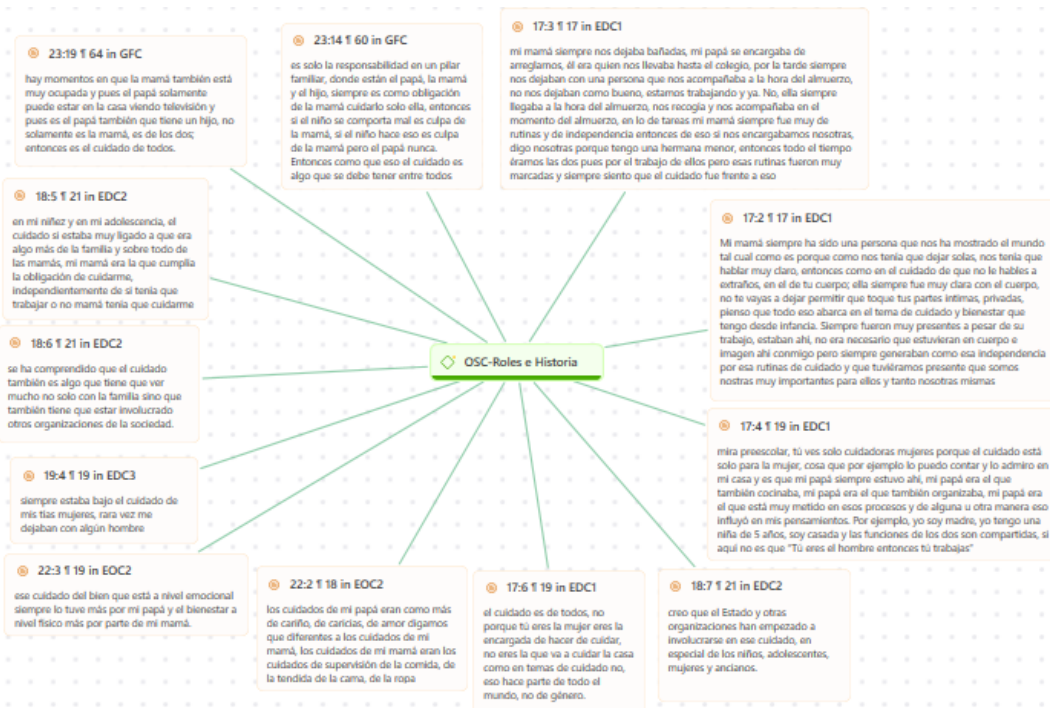 23:19 ¶ 64 in GFC
hay momentos en que la mamá también está
muy ocupada y pues el papá solamente
puede estar en la casa viendo televisión y
pues es el papá también que tiene un hijo, no
solamente es la mamá, es de los dos;
entonces es el cuidado de todos.
23:14 ¶ 60 in GFC
es solo la responsabilidad en un pilar
familiar, donde están el papá, la mamá
y el hijo, siempre es como obligación
de la mamá cuidarlo solo ella, entonces
si el niño se comporta mal es culpa de
la mamá, si el niño hace eso es culpa
de la mamá pero el papá nunca.
Entonces como que eso el cuidado es
algo que se debe tener entre todos
17:3 ¶ 17 in EDC1
mi mamá siempre nos dejaba bañadas, mi papá se encargaba de
arreglarnos, él era quien nos llevaba hasta el colegio, por la tarde siempre
nos dejaban con una persona que nos acompañaba a la hora del almuerzo,
no nos dejaban como bueno, estamos trabajando y ya. No, ella siempre
llegaba a la hora del almuerzo, nos recogía y nos acompañaba en el
momento del almuerzo, en lo de tareas mi mamá siempre fue muy de
rutinas y de independencia entonces de eso si nos encargabamos nosotras,
digo nosotras porque tengo una hermana menor, entonces todo el tiempo
éramos las dos pues por el trabajo de ellos pero esas rutinas fueron muy
marcadas y siempre siento que el cuidado fue frente a eso
18:5 ¶ 21 in EDC2
en mi niñez y en mi adolescencia, el
cuidado si estaba muy ligado a que era
algo más de la familia y sobre todo de
las mamás, mi mamá era la que cumplía
la obligación de cuidarme,
independientemente de si tenía que
trabajar o no mamá tenía que cuidarme
17:2 ¶ 17 in EDC1
Mi mamá siempre ha sido una persona que nos ha mostrado el mundo
tal cual como es porque como nos tenía que dejar solas, nos tenía que
hablar muy claro, entonces como en el cuidado de que no le hables a
extraños, en el de tu cuerpo; ella siempre fue muy clara con el cuerpo,
no te vayas a dejar permitir que toque tus partes intimas, privadas,
pienso que todo eso abarca en el tema de cuidado y bienestar que
tengo desde infancia. Siempre fueron muy presentes a pesar de su
trabajo, estaban ahí, no era necesario que estuvieran en cuerpo e
imagen ahí conmigo pero siempre generaban como esa independencia
por esa rutinas de cuidado y que tuviéramos presente que somos
nostras muy importantes para ellos y tanto nosotras mismas
18:6 ¶ 21 in EDC2
se ha comprendido que el cuidado
también es algo que tiene que ver
mucho no solo con la familia sino que
también tiene que estar involucrado
otros organizaciones de la sociedad.
OSC-Roles e Historia
17:4 ¶ 19 in EDC1
mira preescolar, tú ves solo cuidadoras mujeres porque el cuidado está
solo para la mujer, cosa que por ejemplo lo puedo contar y lo admiro en
mi casa y es que mi papá siempre estuvo ahí, mi papá era el que
también cocinaba, mi papá era el que también organizaba, mi papá era
el que está muy metido en esos procesos y de alguna u otra manera eso
influyó en mis pensamientos. Por ejemplo, yo soy madre, yo tengo una
niña de 5 años, soy casada y las funciones de los dos son compartidas, si
aquí no es que "Tú eres el hombre entonces tú trabajas"
19:4 ¶ 19 in EDC3
siempre estaba bajo el cuidado de
mis tías mujeres, rara vez me
dejaban con algún hombre
22:3 ¶ 19 in EOC2
ese cuidado del bien que está a nivel emocional
siempre lo tuve más por mi papá y el bienestar a
nivel físico más por parte de mi mamá.
22:2 ¶ 18 in EOC2
los cuidados de mi papá eran como más
de cariño, de caricias, de amor digamos
que diferentes a los cuidados de mi
mamá, los cuidados de mi mamá eran los
cuidados de supervisión de la comida, de
la tendida de la cama, de la ropa
17:6 ¶ 19 in EDC1
el cuidado es de todos, no
porque tú eres la mujer eres la
encargada de hacer de cuidar,
no eres la que va a cuidar la casa
como en temas de cuidado no,
eso hace parte de todo el
mundo, no de género.
18:7 ¶ 21 in EDC2
creo que el Estado y otras
organizaciones han empezado a
involucrarse en ese cuidado, en
especial de los niños, adolescentes,
mujeres y ancianos.